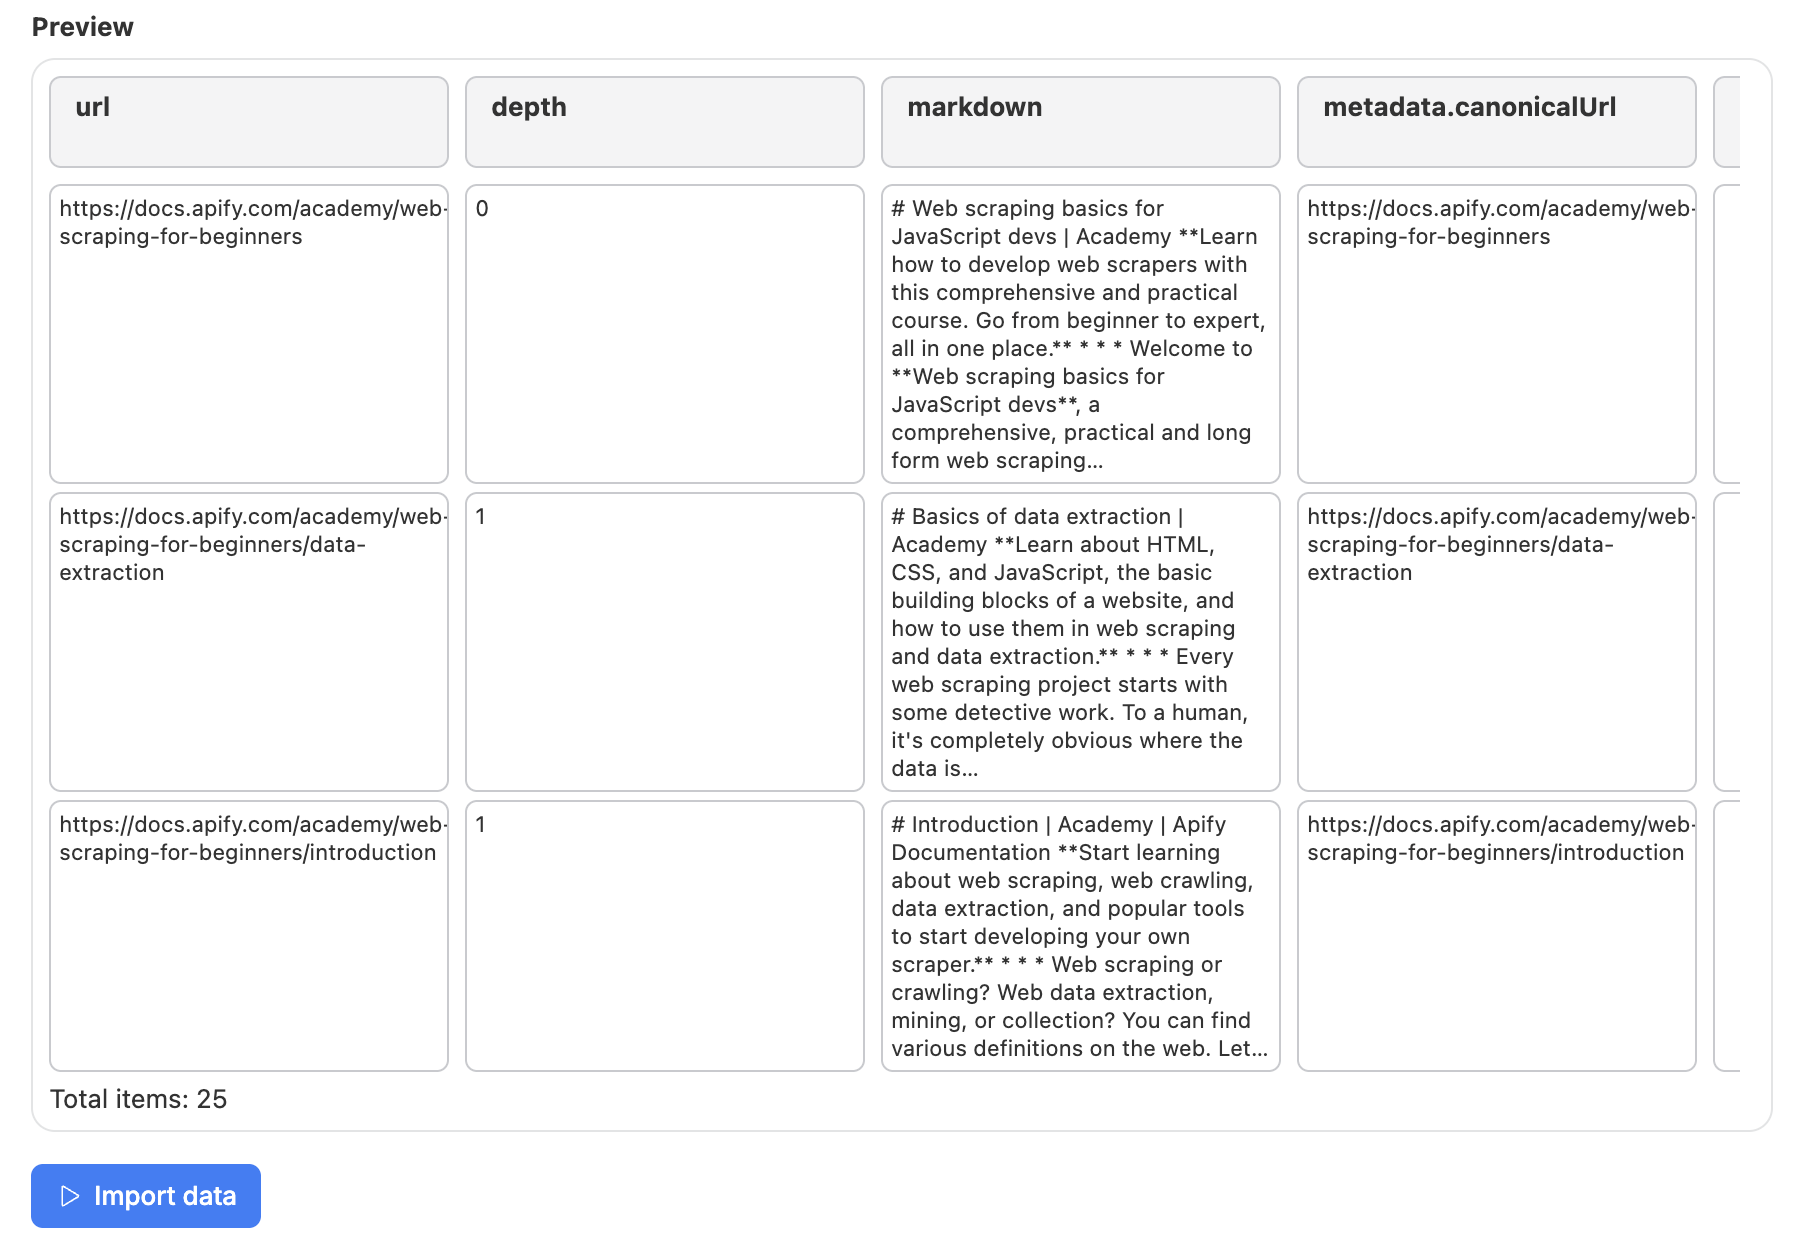 Preview
url
depth
markdown
metadata.canonicalUrl
https://docs.apify.com/academy/web-
scraping-for-beginners
0
# Web scraping basics for
JavaScript devs | Academy **Learn
how to develop web scrapers with
this comprehensive and practical
course. Go from beginner to expert,
all in one place.** * * * Welcome to
**Web scraping basics for
JavaScript devs**, a
comprehensive, practical and long
form web scraping...
https://docs.apify.com/academy/web-
scraping-for-beginners
https://docs.apify.com/academy/web-
scraping-for-beginners/data-
extraction
1
# Basics of data extraction |
Academy **Learn about HTML,
CSS, and JavaScript, the basic
building blocks of a website, and
how to use them in web scraping
and data extraction.** * * * Every
web scraping project starts with
some detective work. To a human,
it's completely obvious where the
data is...
https://docs.apify.com/academy/web-
scraping-for-beginners/data-
extraction
https://docs.apify.com/academy/web-
scraping-for-beginners/introduction
1
# Introduction | Academy | Apify
Documentation **Start learning
about web scraping, web crawling,
data extraction, and popular tools
to start developing your own
scraper.** * * * Web scraping or
crawling? Web data extraction,
mining, or collection? You can find
various definitions on the web. Let...
https://docs.apify.com/academy/web-
scraping-for-beginners/introduction
Total items: 25
Import data